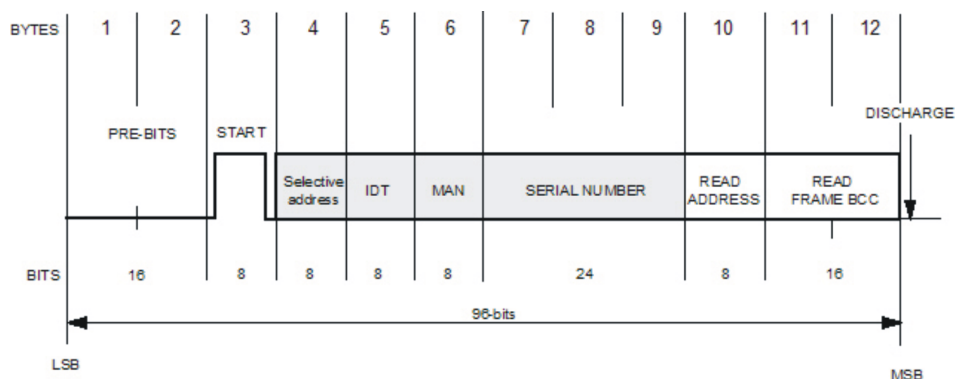 BYTES 1 2 3 4 5 6 7 8 9 10 11 12
DISCHARGE
PRE-BITS START
Selective address
IDT
MAN
SERIAL NUMBER
READ ADDRESS
READ FRAME BCC
BITS 16 8 8 8 8 24 8 16
96-bits
LSB
MSB